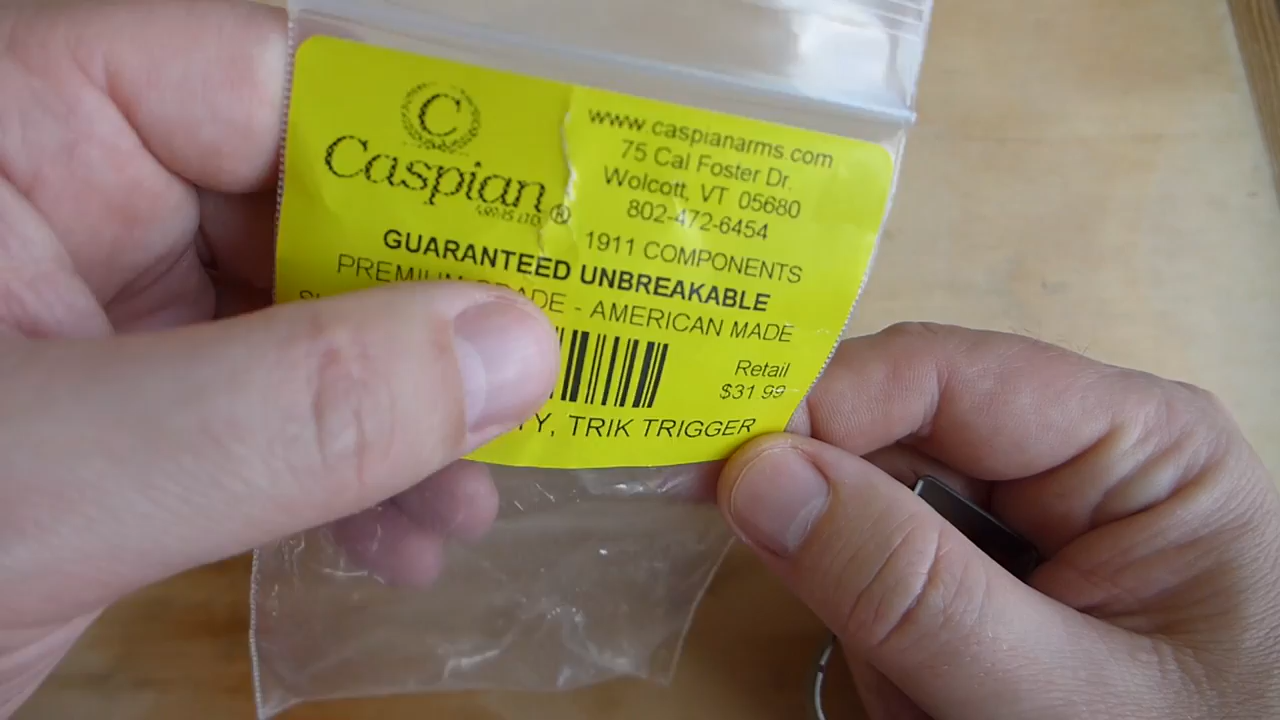 C
Caspian
ARMS LTD. ®
www.caspianarms.com
75 Cal Foster Dr.
Wolcott, VT 05680
802-472-6454
1911 COMPONENTS
GUARANTEED UNBREAKABLE
PREMIUM GRADE - AMERICAN MADE
Retail
$31.99
TRIK TRIGGER